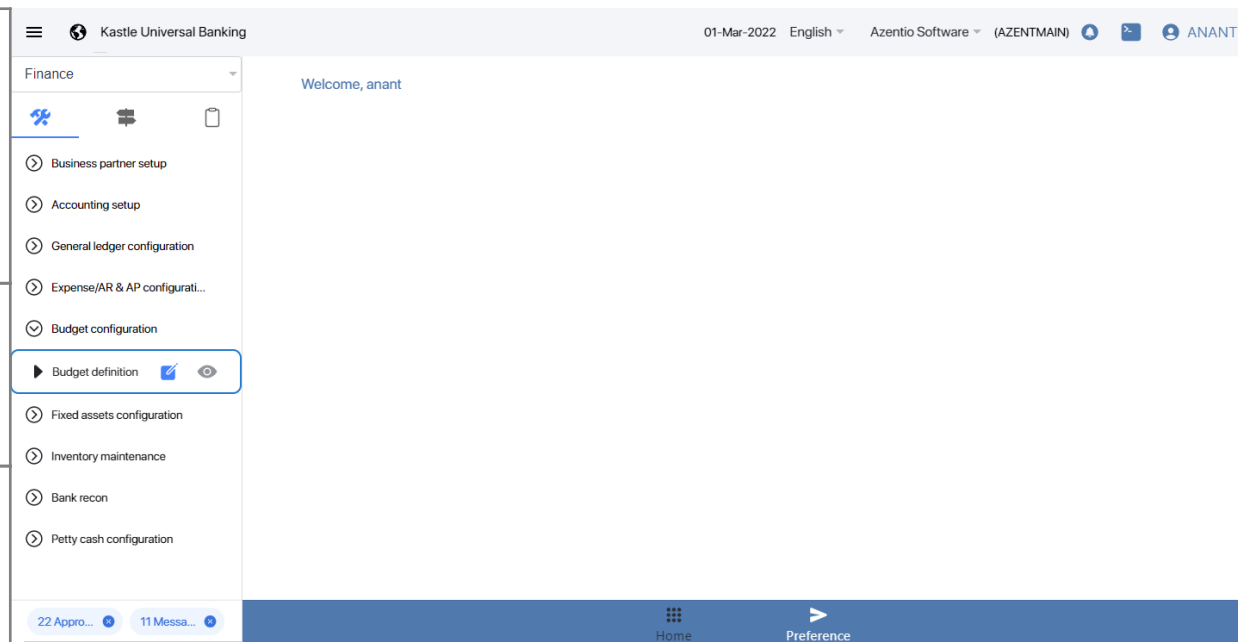 Kastle Universal Banking 01-Mar-2022 English Azentio Software (AZENTMAIN) ANANT
Finance
Welcome, anant
Business partner setup
Accounting setup
General ledger configuration
Expense/AR & AP configurati...
Budget configuration
Budget definition
Fixed assets configuration
Inventory maintenance
Bank recon
Petty cash configuration
22 Appro... 11 Messa...
Home Preference